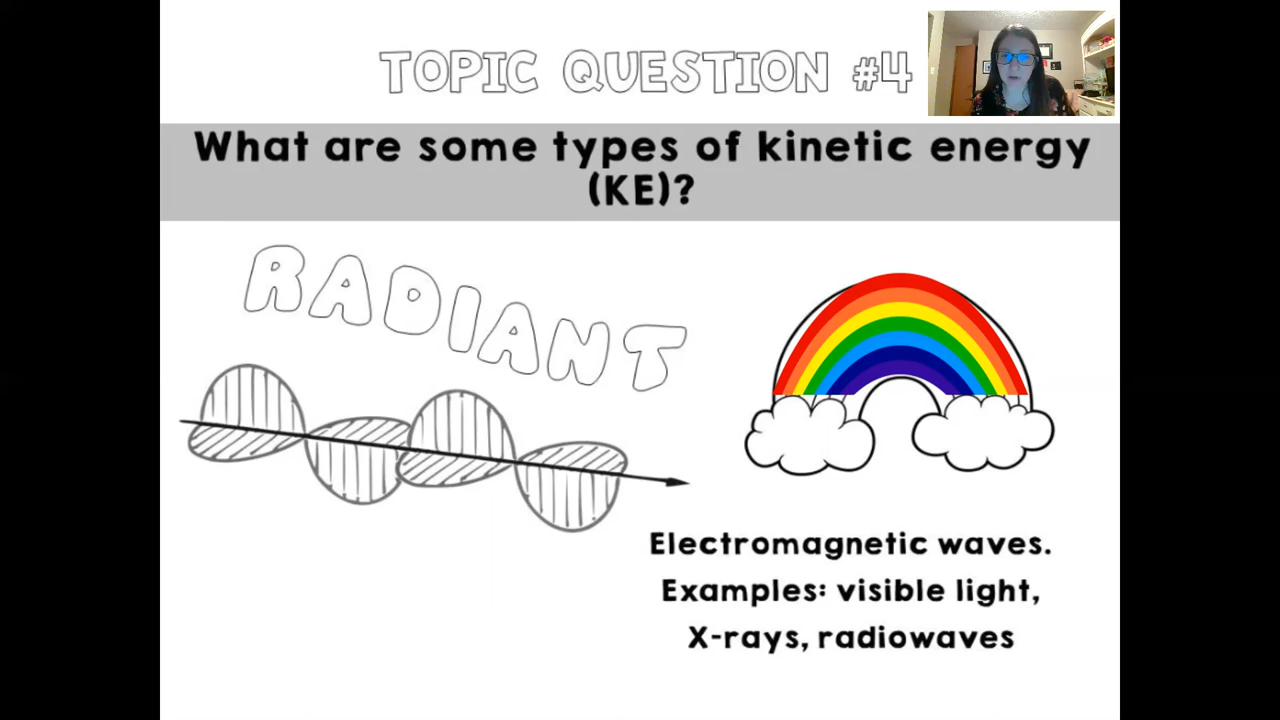 TOPIC QUESTION #4
What are some types of kinetic energy
(KE)?
RADIANT
Electromagnetic waves.
Examples: visible light,
X-rays, radiowaves